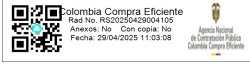 Colombia Compra Eficiente
Rad No. RS20250429004105
Anexos: No Con copia: No
Fecha: 29/04/2025 11:03:08
Agencia Nacional
de Contratación Pública
Colombia Compra Eficiente